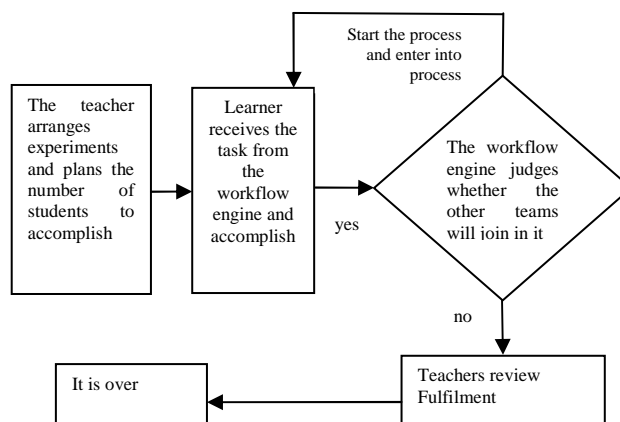 Start the process
and enter into
process
The teacher
arranges
experiments
and plans the
number of
students to
accomplish
Learner
receives the
task from
the workflow
engine and
accomplish
yes
The workflow
engine judges
whether the
other teams
will join in it
no
Teachers review
Fulfilment
It is over